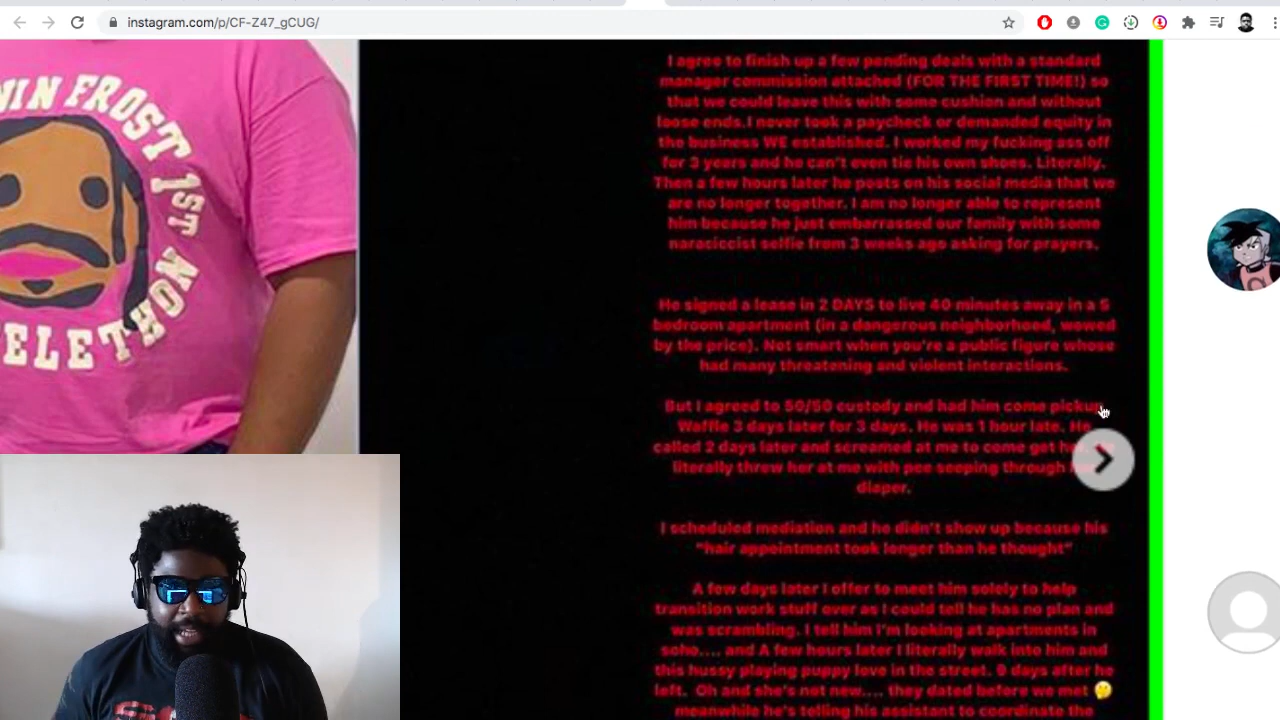 instagram.com/p/CF-Z47_gCUG/
I agree to finish up a few pending deals with a standard
manager commission attached (FOR THE FIRST TIME!) so
that we could leave this with some cushion and without
loose ends.I never took a paycheck or demanded equity in
the business WE established. I worked my fucking ass off
for 3 years and he can't even tie his own shoes. Literally.
Then a few hours later he posts on his social media that we
are no longer together. I am no longer able to represent
him because he just embarrassed our family with some
narasiccist selfie from 3 weeks ago asking for prayers.
He signed a lease in 2 DAYS to live 40 minutes away in a 5
bedroom apartment (in a dangerous neighborhood, wowed
by the price). Not smart when you're a public figure whose
had many threatening and violent interactions.
But I agreed to 50/50 custody and had him come pickup
Waffle 3 days later for 3 days. He was 1 hour late. He
called 2 days later and screamed at me to come get
literally threw her at me with pee seeping through
diaper.
I scheduled mediation and he didn't show up because his
"hair appointment took longer than he thought"
A few days later I offer to meet him solely to help
transition work stuff over as I could tell he has no plan and
was scrambling. I tell him I'm looking at apartments in
soho.... and A few hours later I literally walk into him and
this hussy playing puppy love in the street. 9 days after he
left. Oh and she's not new.... they dated before we met 🤔
meanwhile he's telling his assistant to coordinate the
WIN FROST 1ST
ELETHON